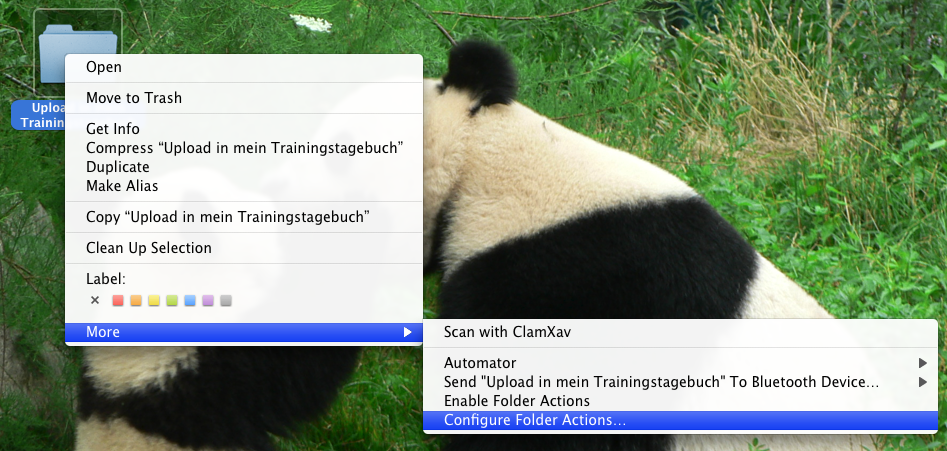 Open
Move to Trash
Get Info
Compress “Upload in mein Trainingstagebuch”
Duplicate
Make Alias
Copy “Upload in mein Trainingstagebuch”
Clean Up Selection
Label:
More
Scan with ClamXav
Automator
Send "Upload in mein Trainingstagebuch" To Bluetooth Device...
Enable Folder Actions
Configure Folder Actions...